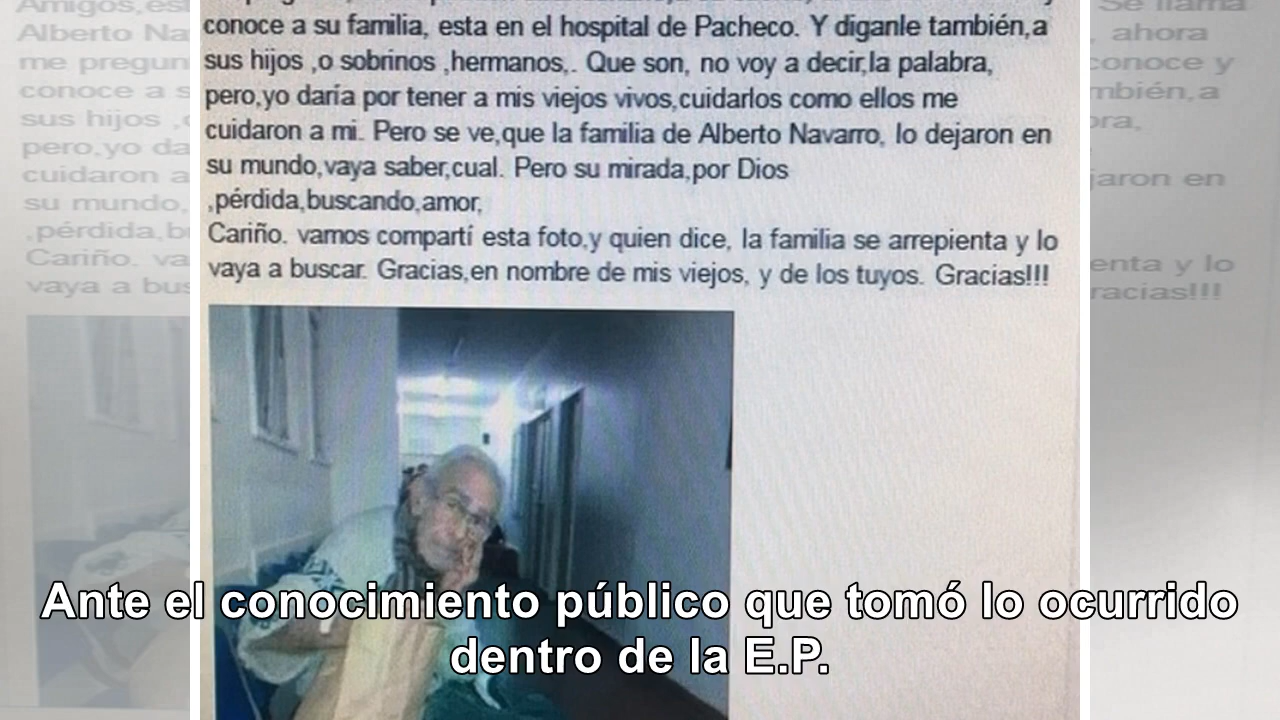 conoce a su familia, esta en el hospital de Pacheco. Y diganle también,a
sus hijos ,o sobrinos ,hermanos,. Que son, no voy a decir,la palabra,
pero,yo daría por tener a mis viejos vivos,cuidarlos como ellos me
cuidaron a mi. Pero se ve,que la familia de Alberto Navarro, lo dejaron en
su mundo,vaya saber,cual. Pero su mirada,por Dios
,pérdida,buscando,amor,
Cariño. vamos compartí esta foto,y quien dice, la familia se arrepienta y lo
vaya a buscar. Gracias,en nombre de mis viejos, y de los tuyos. Gracias!!!
Ante el conocimiento público que tomó lo ocurrido
dentro de la E.P.